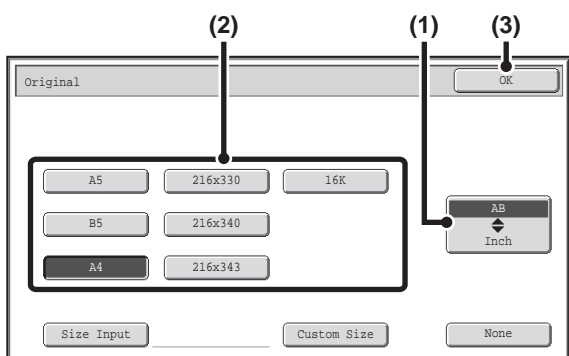 (2) (1) (3)
Original OK
A5 216x330 16K
AB
B5 216x340
Inch
A4 216x343
Size Input Custom Size None